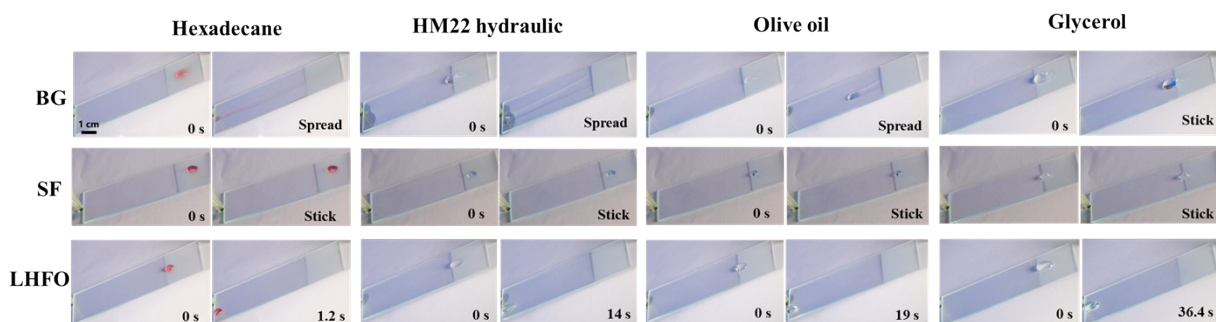 Hexadecane HM22 hydraulic Olive oil Glycerol
BG
1 cm
0 s Spread 0 s Spread 0 s Spread 0 s Stick
SF
0 s Stick 0 s Stick 0 s Stick 0 s Stick
LHFO
0 s 1.2 s 0 s 14 s 0 s 19 s 0 s 36.4 s